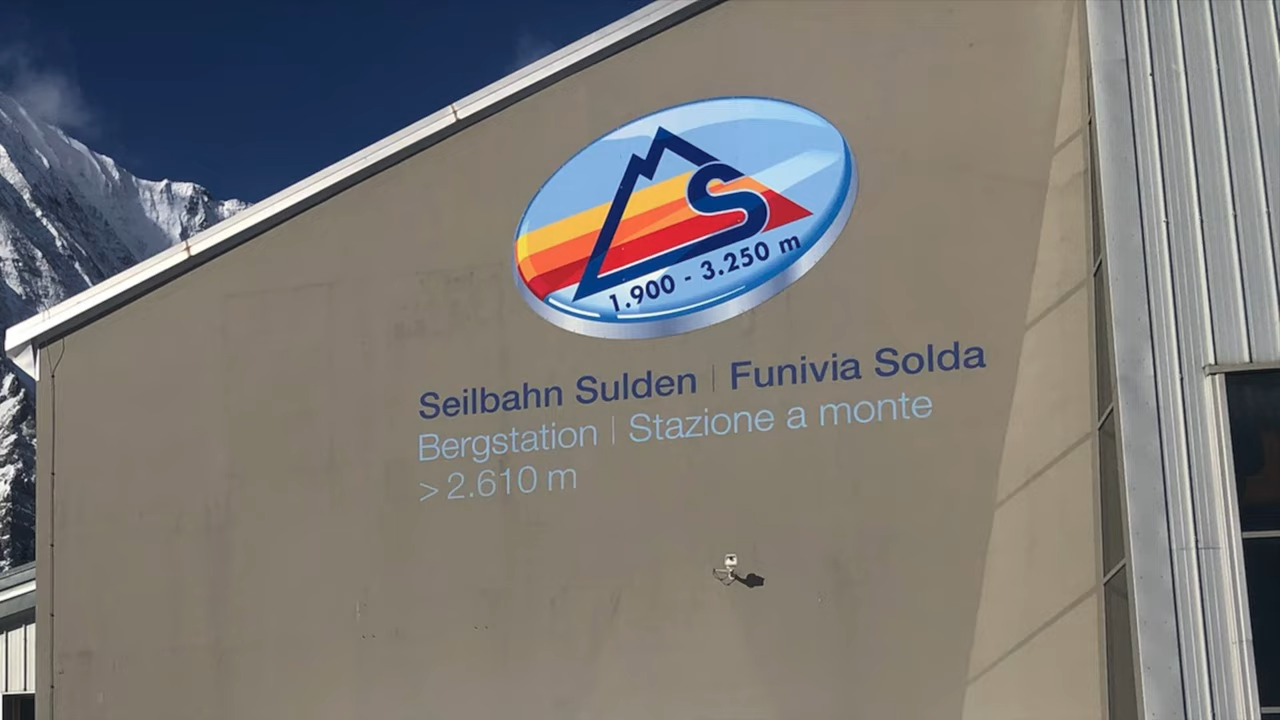 S
1.900 - 3.250 m
Seilbahn Sulden | Funivia Solda
Bergstation | Stazione a monte
> 2.610 m